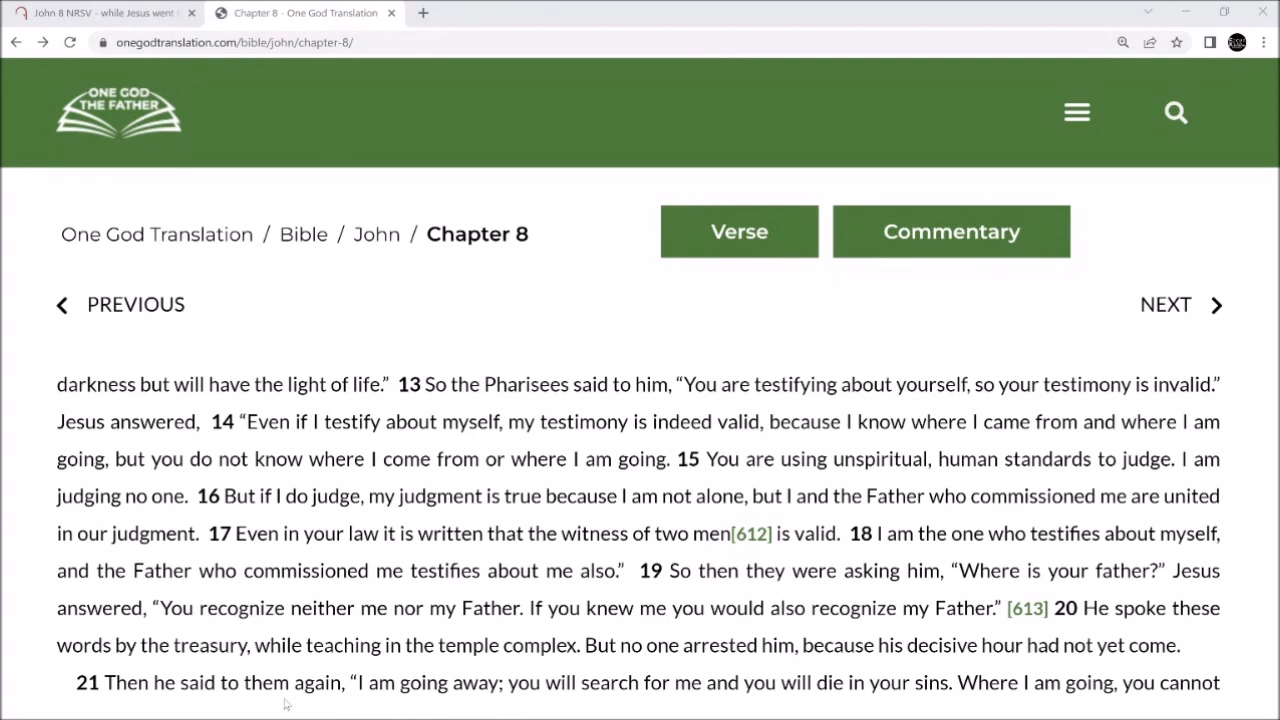 John 8 NRSV - while Jesus went
Chapter 8 - One God Translation
onegodtranslation.com/bible/john/chapter-8/
ONE GOD
THE FATHER
One God Translation / Bible / John / Chapter 8
Verse
Commentary
PREVIOUS
NEXT
darkness but will have the light of life.” 13 So the Pharisees said to him, “You are testifying about yourself, so your testimony is invalid.”
Jesus answered, 14 “Even if I testify about myself, my testimony is indeed valid, because I know where I came from and where I am
going, but you do not know where I come from or where I am going. 15 You are using unspiritual, human standards to judge. I am
judging no one. 16 But if I do judge, my judgment is true because I am not alone, but I and the Father who commissioned me are united
in our judgment. 17 Even in your law it is written that the witness of two men[612] is valid. 18 I am the one who testifies about myself,
and the Father who commissioned me testifies about me also.” 19 So then they were asking him, “Where is your father?” Jesus
answered, “You recognize neither me nor my Father. If you knew me you would also recognize my Father.” [613] 20 He spoke these
words by the treasury, while teaching in the temple complex. But no one arrested him, because his decisive hour had not yet come.
21 Then he said to them again, “I am going away; you will search for me and you will die in your sins. Where I am going, you cannot